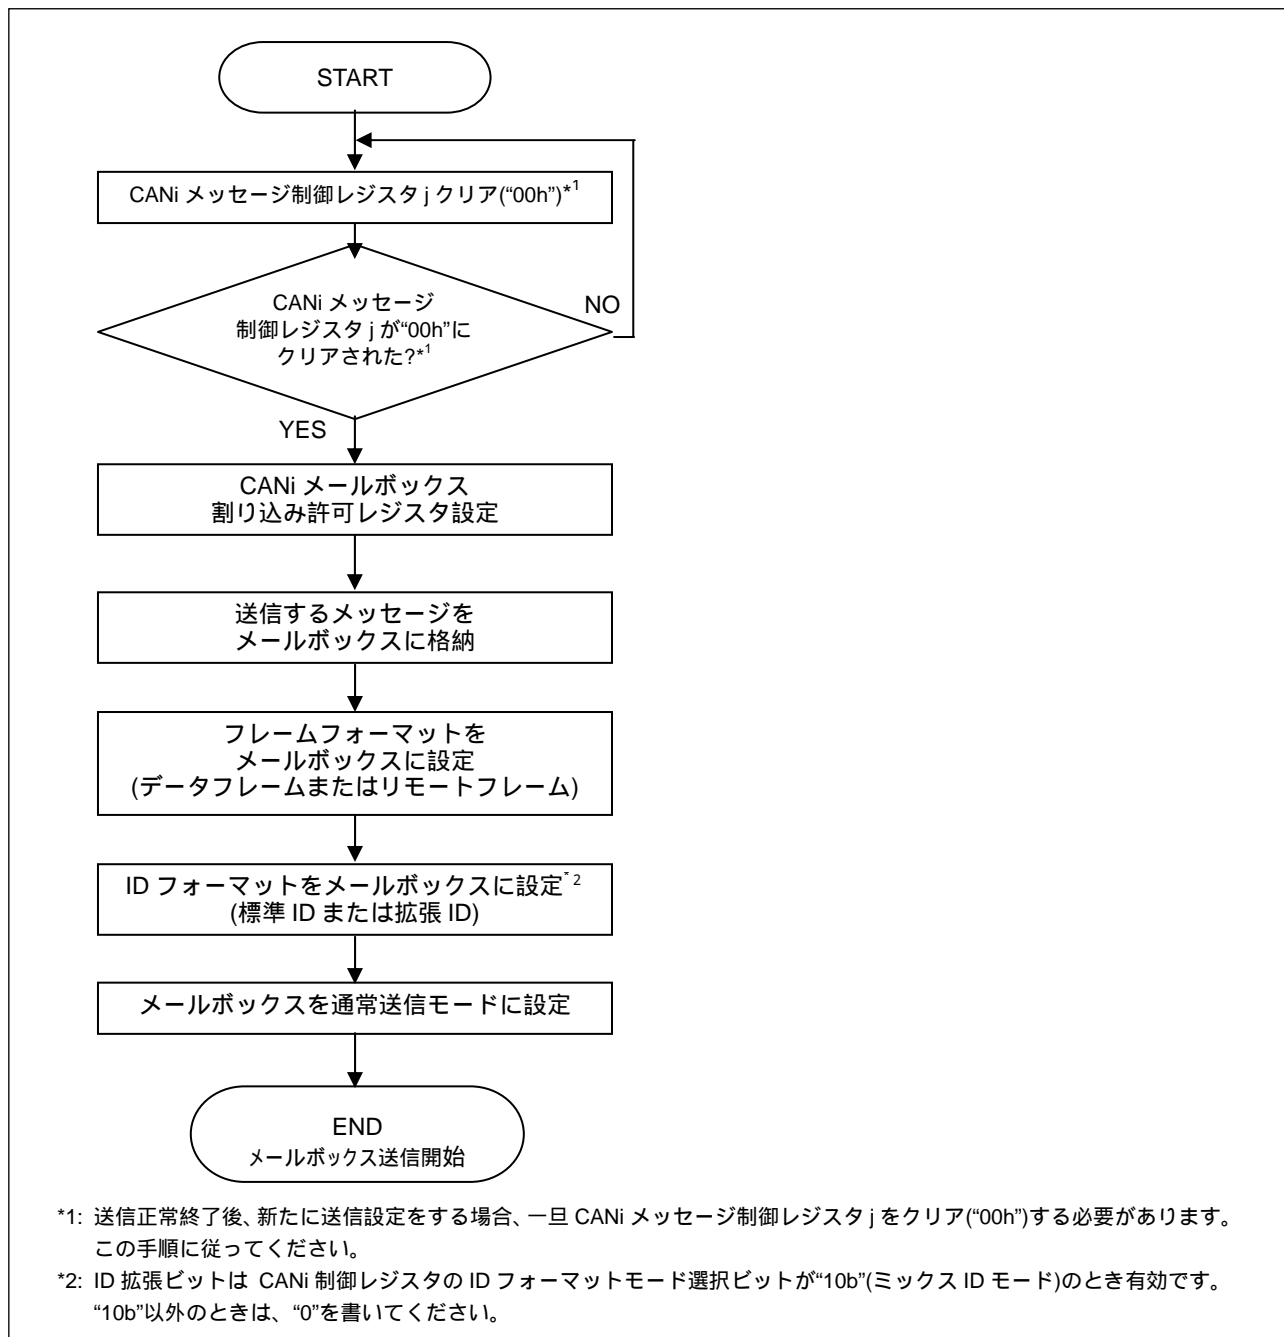 START
CANi メッセージ制御レジスタ j クリア(“00h”)*1
CANi メッセージ
制御レジスタ j が“00h”に
クリアされた?*1
NO
YES
CANi メールボックス
割り込み許可レジスタ設定
送信するメッセージを
メールボックスに格納
フレームフォーマットを
メールボックスに設定
(データフレームまたはリモートフレーム)
ID フォーマットをメールボックスに設定*2
(標準 ID または拡張 ID)
メールボックスを通常送信モードに設定
END
メールボックス送信開始
*1: 送信正常終了後、新たに送信設定をする場合、一旦 CANi メッセージ制御レジスタ j をクリア(“00h”)する必要があります。
この手順に従ってください。
*2: ID 拡張ビットは CANi 制御レジスタの ID フォーマットモード選択ビットが“10b”(ミックス ID モード)のとき有効です。
“10b”以外のときは、“0”を書いてください。